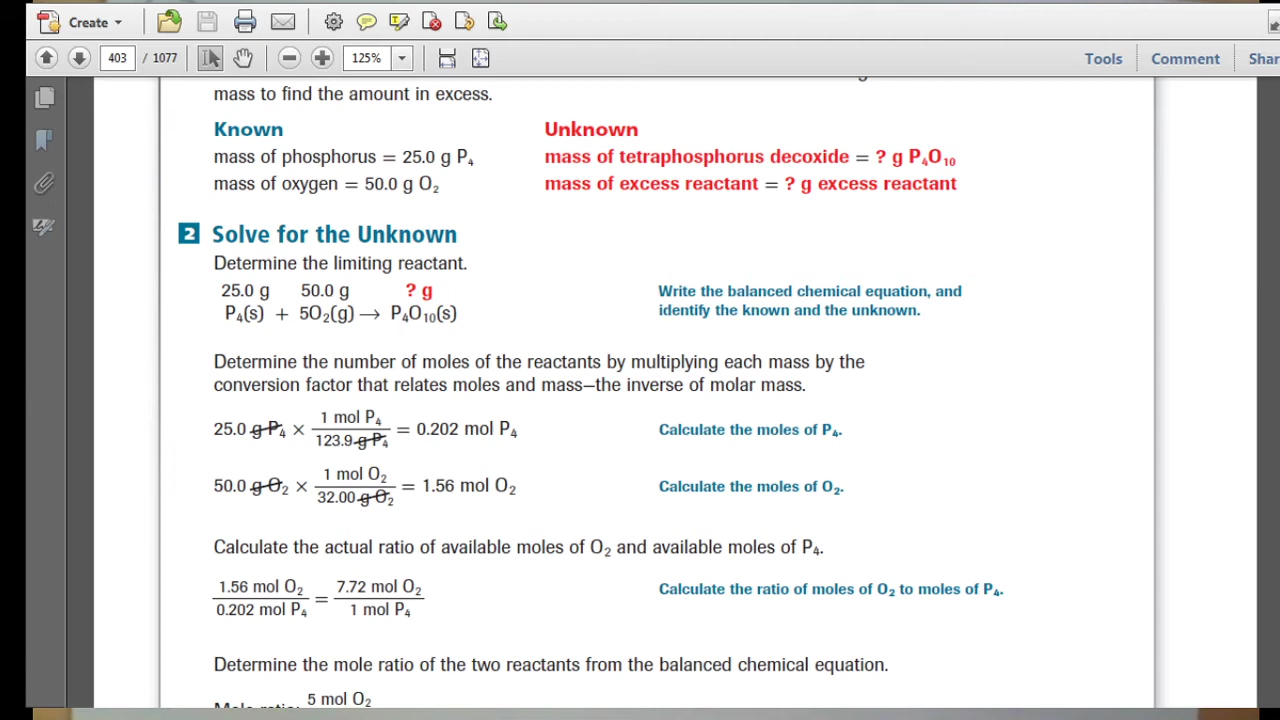 Create
403 / 1077
125%
Tools
Comment
mass to find the amount in excess.
Known
Unknown
mass of phosphorus = 25.0 g P₄
mass of tetraphosphorus decoxide = ? g P₄O₁₀
mass of oxygen = 50.0 g O₂
mass of excess reactant = ? g excess reactant
2 Solve for the Unknown
Determine the limiting reactant.
25.0 g 50.0 g ? g
P₄(s) + 5O₂(g) → P₄O₁₀(s)
Write the balanced chemical equation, and
identify the known and the unknown.
Determine the number of moles of the reactants by multiplying each mass by the
conversion factor that relates moles and mass—the inverse of molar mass.
25.0 g P₄ × 1 mol P₄ / 123.9 g P₄ = 0.202 mol P₄
Calculate the moles of P₄.
50.0 g O₂ × 1 mol O₂ / 32.00 g O₂ = 1.56 mol O₂
Calculate the moles of O₂.
Calculate the actual ratio of available moles of O₂ and available moles of P₄.
1.56 mol O₂ / 0.202 mol P₄ = 7.72 mol O₂ / 1 mol P₄
Calculate the ratio of moles of O₂ to moles of P₄.
Determine the mole ratio of the two reactants from the balanced chemical equation.
5 mol O₂